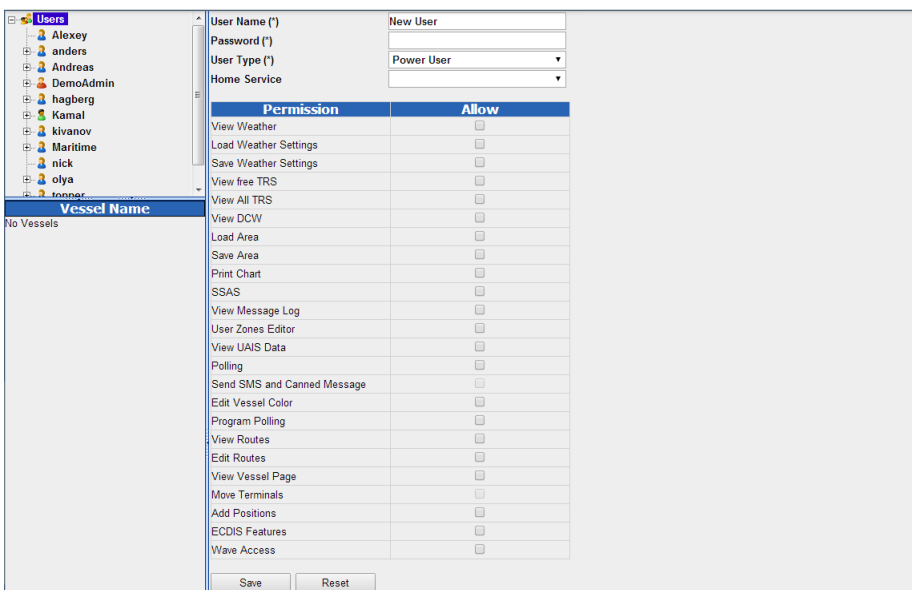 Users
Alexey
anders
Andreas
DemoAdmin
hagberg
Kamal
kivanov
Maritime
nick
olya
topper
Vessel Name
No Vessels
User Name (*) New User
Password (*)
User Type (*) Power User
Home Service
Permission Allow
View Weather
Load Weather Settings
Save Weather Settings
View free TRS
View All TRS
View DCW
Load Area
Save Area
Print Chart
SSAS
View Message Log
User Zones Editor
View UAIS Data
Polling
Send SMS and Canned Message
Edit Vessel Color
Program Polling
View Routes
Edit Routes
View Vessel Page
Move Terminals
Add Positions
ECDIS Features
Wave Access
Save Reset